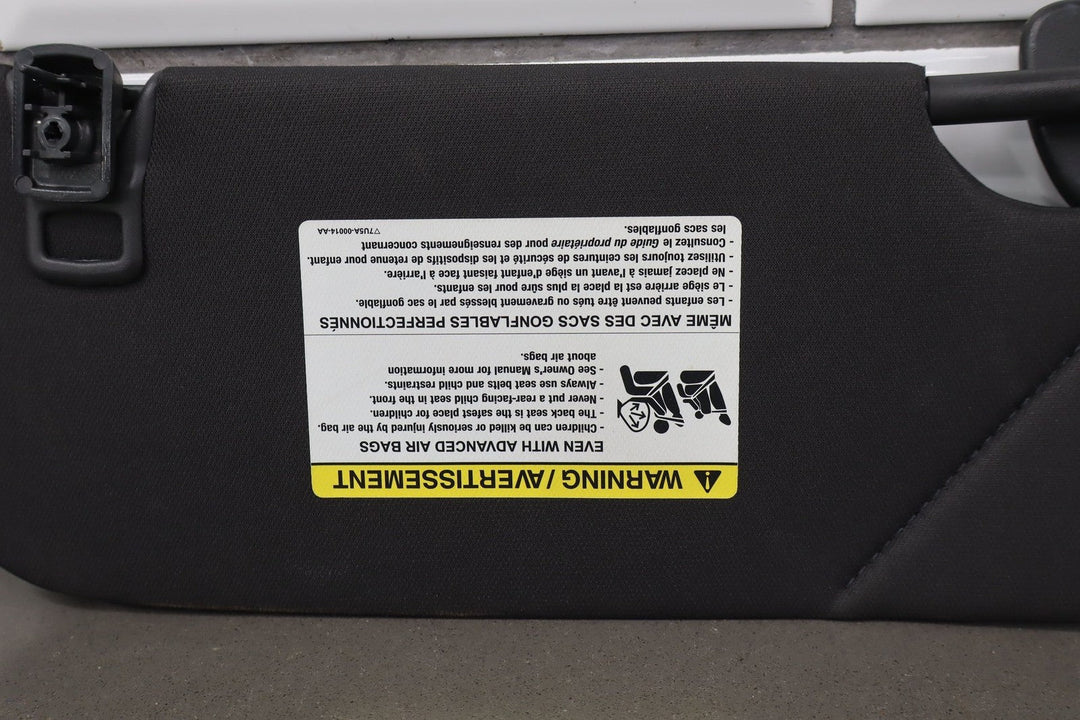 WARNING / AVERTISSEMENT
EVEN WITH ADVANCED AIR BAGS
- Children can be killed or seriously injured by the air bag.
- The back seat is the safest place for children.
- Never put a rear-facing child seat in the front.
- Always use seat belts and child restraints.
- See Owner's Manual for more information
about air bags.
MÊME AVEC DES SACS GONFLABLES PERFECTIONNÉS
- Les enfants peuvent être tués ou gravement blessés par le sac gonflable.
- Le siège arrière est la place la plus sûre pour les enfants.
- Ne placez jamais à l'avant un siège d'enfant faisant face à l'arrière.
- Utilisez toujours les ceintures de sécurité et les dispositifs de retenue pour enfant.
- Consultez le Guide du propriétaire pour des renseignements concernant
les sacs gonflables.
▽7U5A-00014-AA